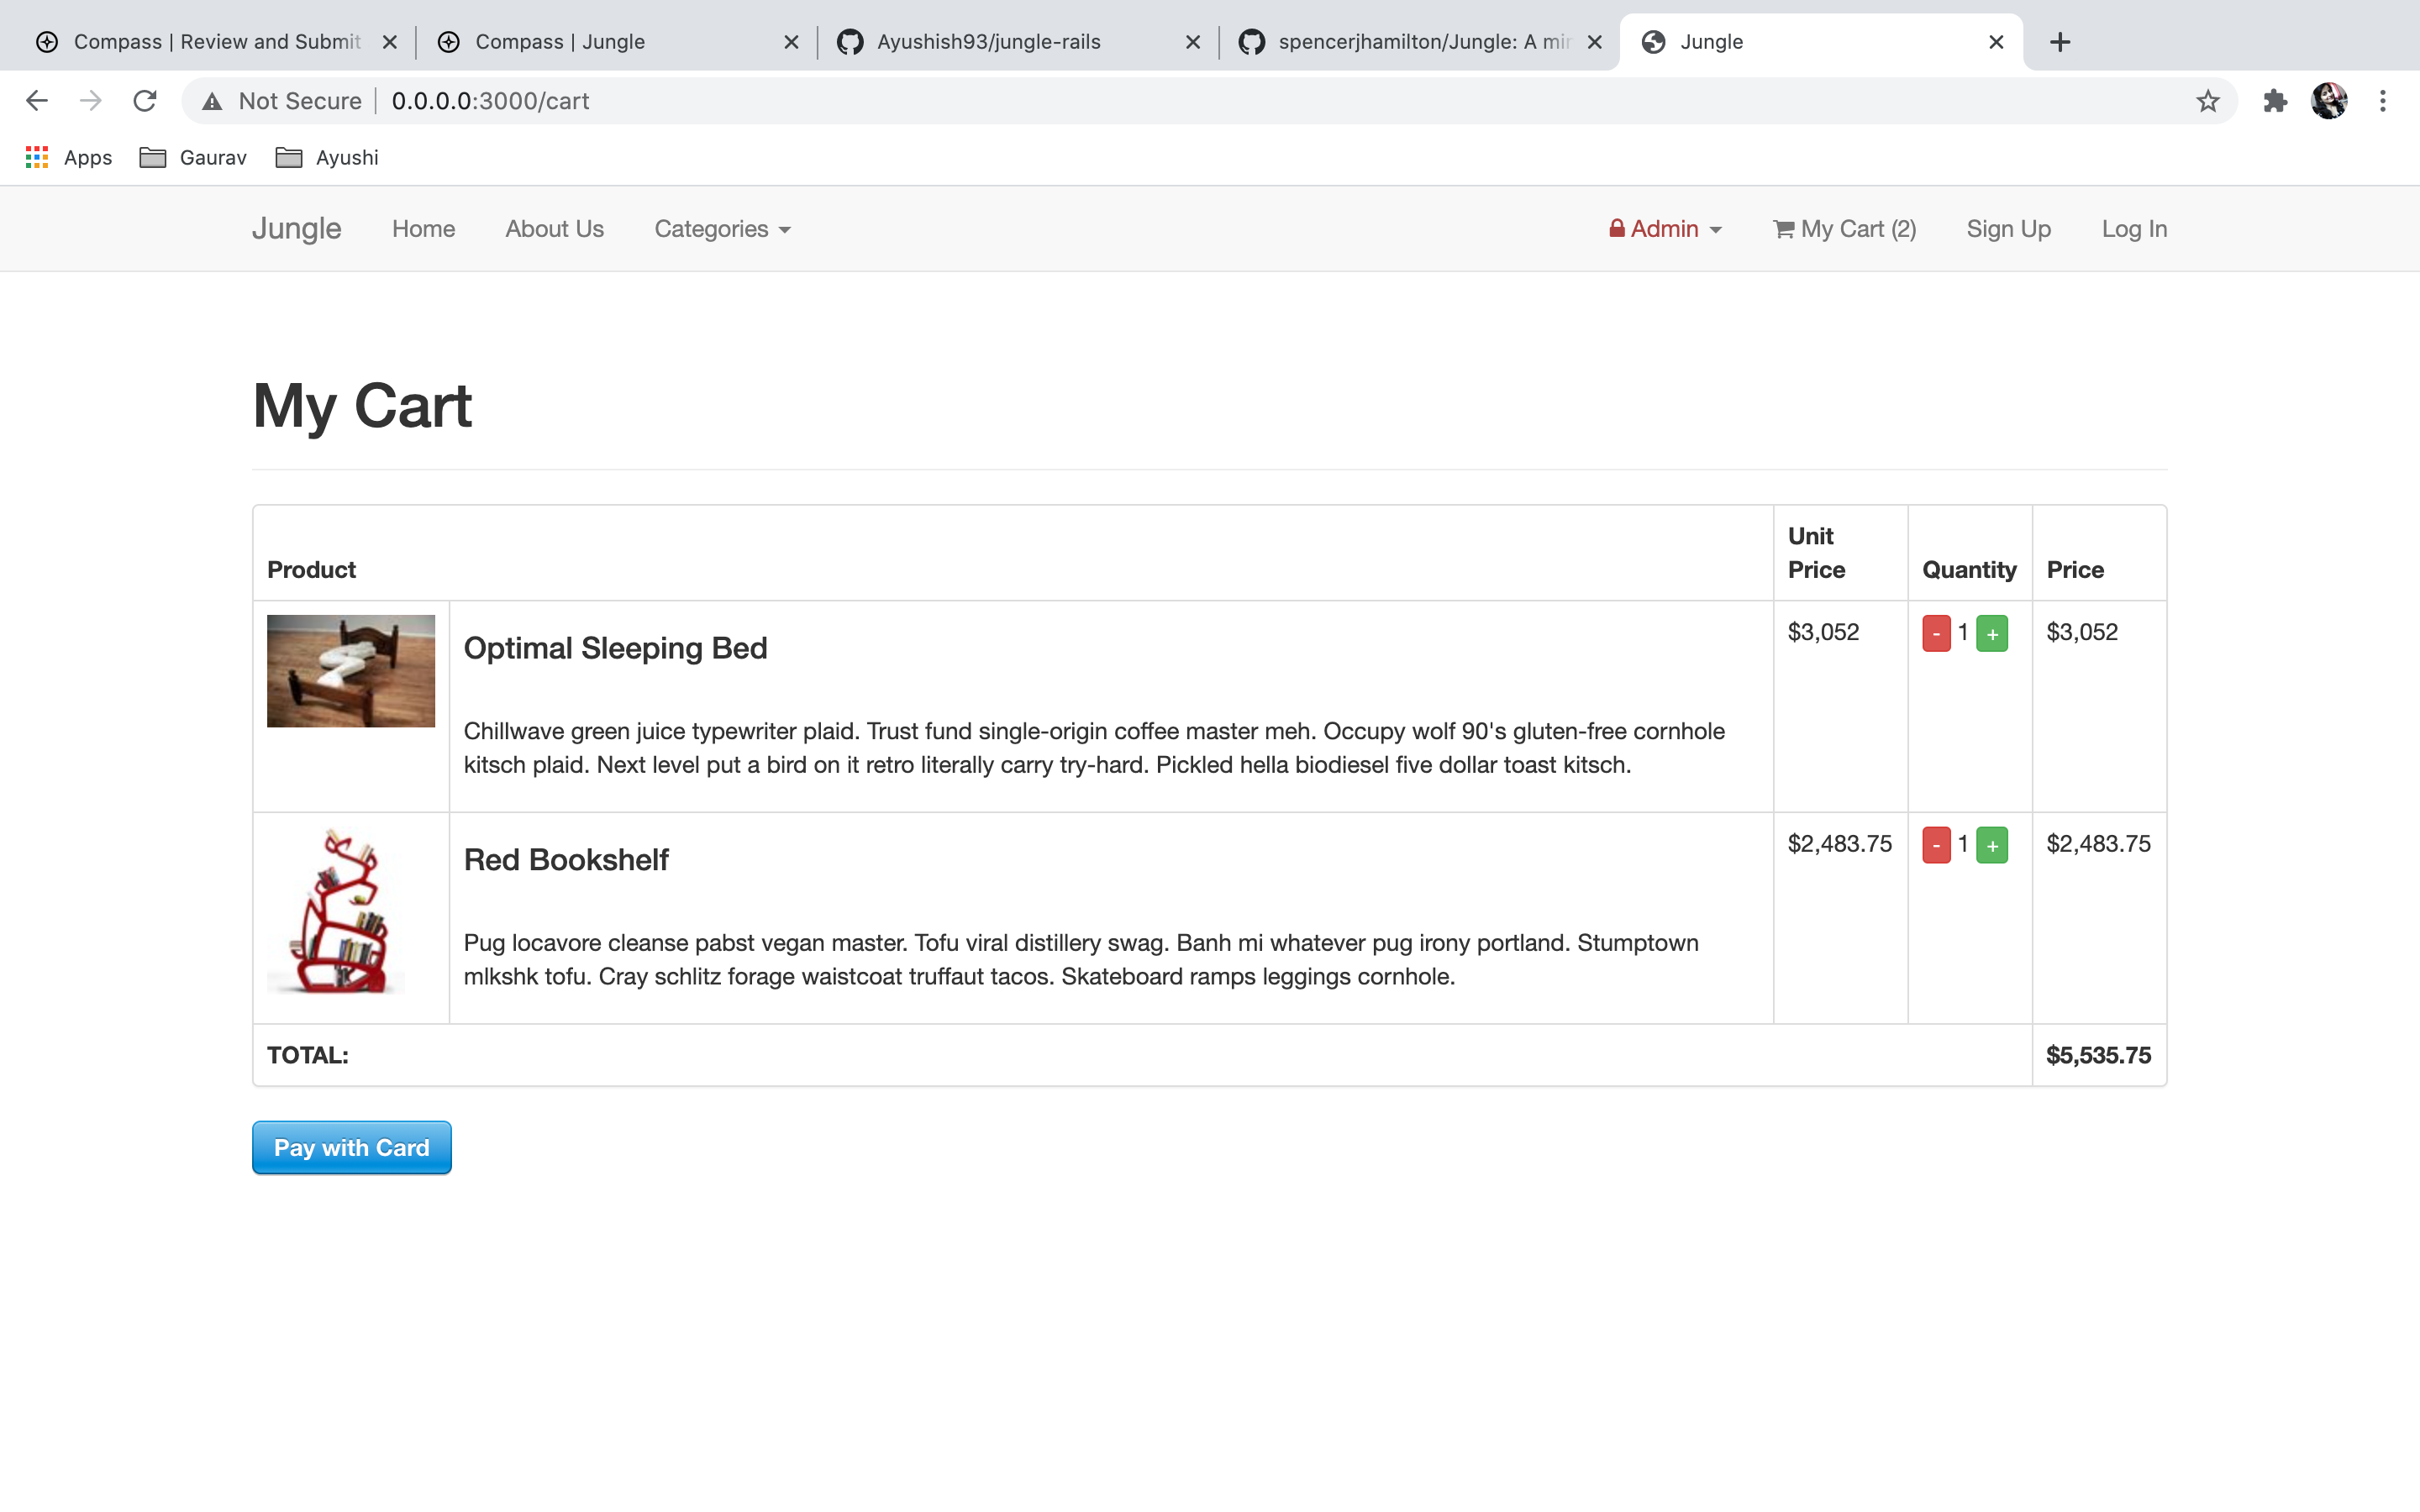 Compass | Review and Submit
Compass | Jungle
Ayushish93/jungle-rails
spencerjhamilton/Jungle: A mir
Jungle
Not Secure
0.0.0.0:3000/cart
Apps
Gaurav
Ayushi
Jungle
Home
About Us
Categories
Admin
My Cart (2)
Sign Up
Log In
My Cart
Product
Unit
Price
Quantity
Price
Optimal Sleeping Bed
Chillwave green juice typewriter plaid. Trust fund single-origin coffee master meh. Occupy wolf 90's gluten-free cornhole
kitsch plaid. Next level put a bird on it retro literally carry try-hard. Pickled hella biodiesel five dollar toast kitsch.
$3,052
- 1 +
$3,052
Red Bookshelf
Pug locavore cleanse pabst vegan master. Tofu viral distillery swag. Banh mi whatever pug irony portland. Stumptown
mlkshk tofu. Cray schlitz forage waistcoat truffaut tacos. Skateboard ramps leggings cornhole.
$2,483.75
- 1 +
$2,483.75
TOTAL:
$5,535.75
Pay with Card